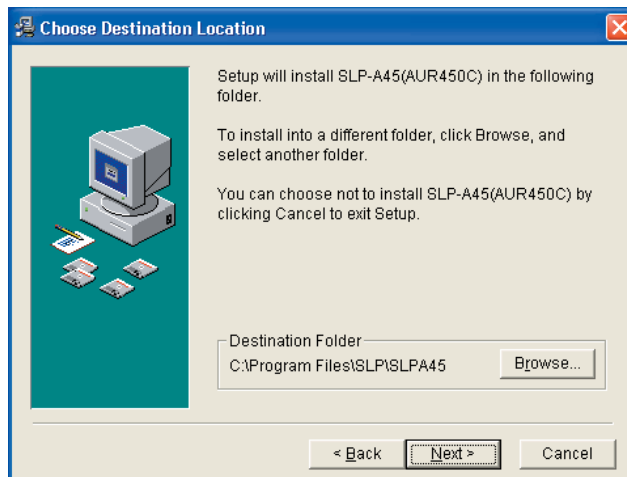 Choose Destination Location
Setup will install SLP-A45(AUR450C) in the following
folder.
To install into a different folder, click Browse, and
select another folder.
You can choose not to install SLP-A45(AUR450C) by
clicking Cancel to exit Setup.
Destination Folder
C:\Program Files\SLP\SLPA45
Browse...
< Back
Next >
Cancel